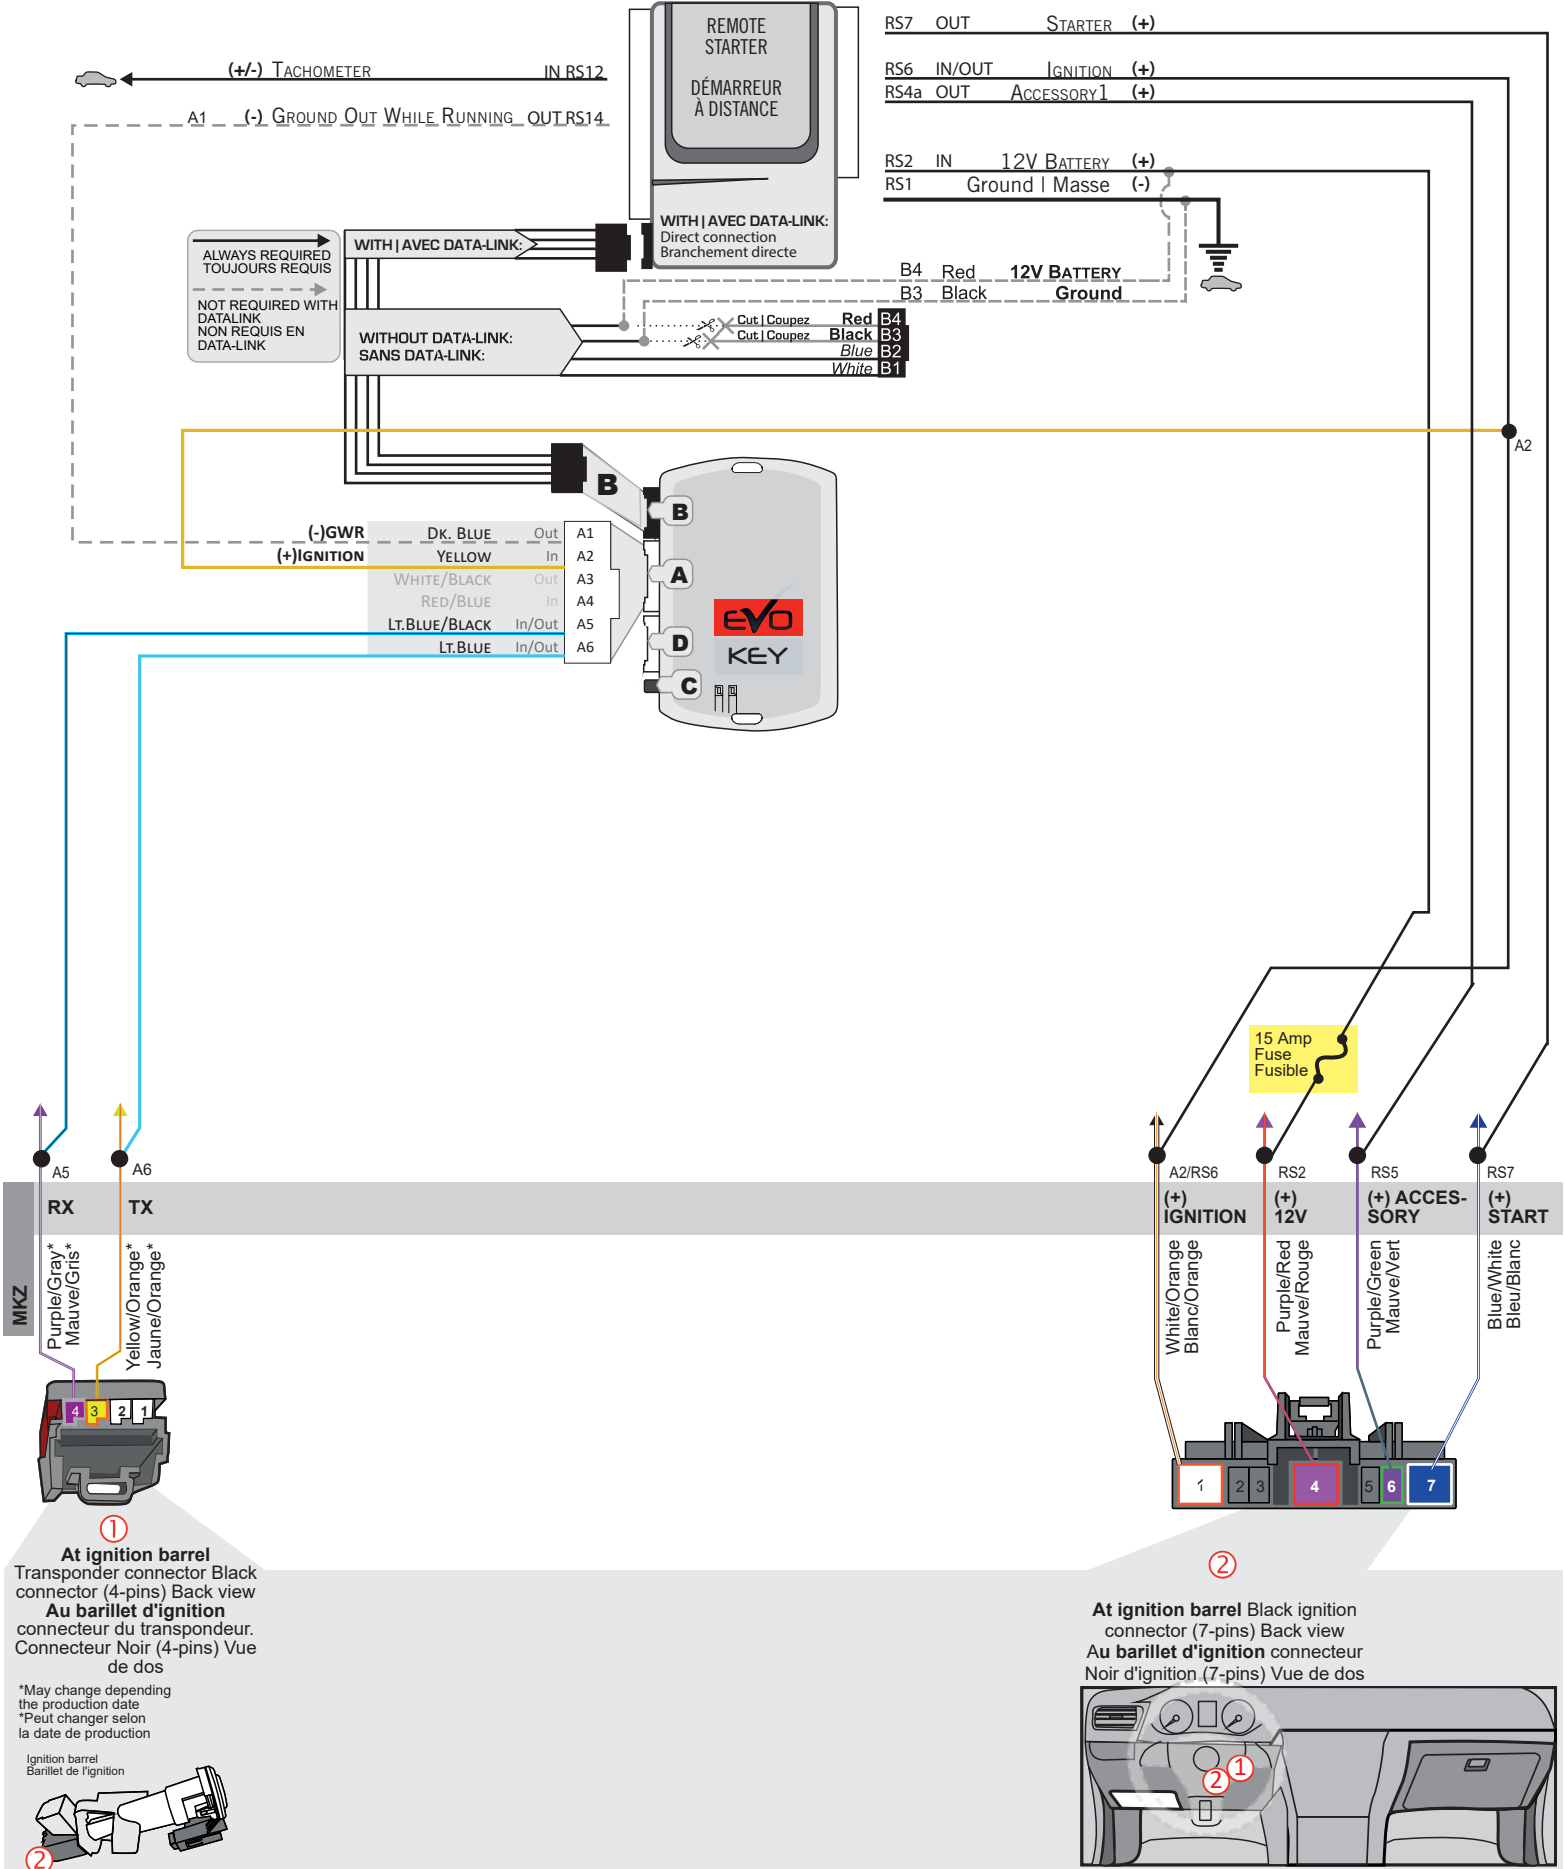 REMOTE
STARTER
DÉMARREUR
À DISTANCE
WITH | AVEC DATA-LINK:
Direct connection
Branchement directe
(+/-) TACHOMETER IN RS12
A1 (-) GROUND OUT WHILE RUNNING OUT RS14
RS7 OUT STARTER (+)
RS6 IN/OUT IGNITION (+)
RS4a OUT ACCESSORY1 (+)
RS2 IN 12V BATTERY (+)
RS1 Ground | Masse (-)
ALWAYS REQUIRED
TOUJOURS REQUIS
NOT REQUIRED WITH
DATALINK
NON REQUIS EN
DATA-LINK
WITH | AVEC DATA-LINK:
B4 Red 12V BATTERY
B3 Black Ground
WITHOUT DATA-LINK:
SANS DATA-LINK:
Cut | Coupez Red B4
Cut | Coupez Black B3
Blue B2
White B1
A2
B
B
A
D
C
EVO
KEY
(-)GWR DK. BLUE Out A1
(+)IGNITION YELLOW In A2
WHITE/BLACK Out A3
RED/BLUE In A4
LT.BLUE/BLACK In/Out A5
LT.BLUE In/Out A6
15 Amp
Fuse
Fusible
A5
A6
A2/RS6
RS2
RS5
RS7
MKZ
RX
TX
(+)
IGNITION
(+)
12V
(+) ACCES-
SORY
(+)
START
Purple/Gray*
Mauve/Gris*
Yellow/Orange*
Jaune/Orange*
White/Orange
Blanc/Orange
Purple/Red
Mauve/Rouge
Purple/Green
Mauve/Vert
Blue/White
Bleu/Blanc
4 3 2 1
1 2 3 4 5 6 7
1
At ignition barrel
Transponder connector Black
connector (4-pins) Back view
Au barillet d'ignition
connecteur du transpondeur.
Connecteur Noir (4-pins) Vue
de dos
*May change depending
the production date
*Peut changer selon
la date de production
Ignition barrel
Barillet de l'ignition
2
2
At ignition barrel Black ignition
connector (7-pins) Back view
Au barillet d'ignition connecteur
Noir d'ignition (7-pins) Vue de dos
1
2